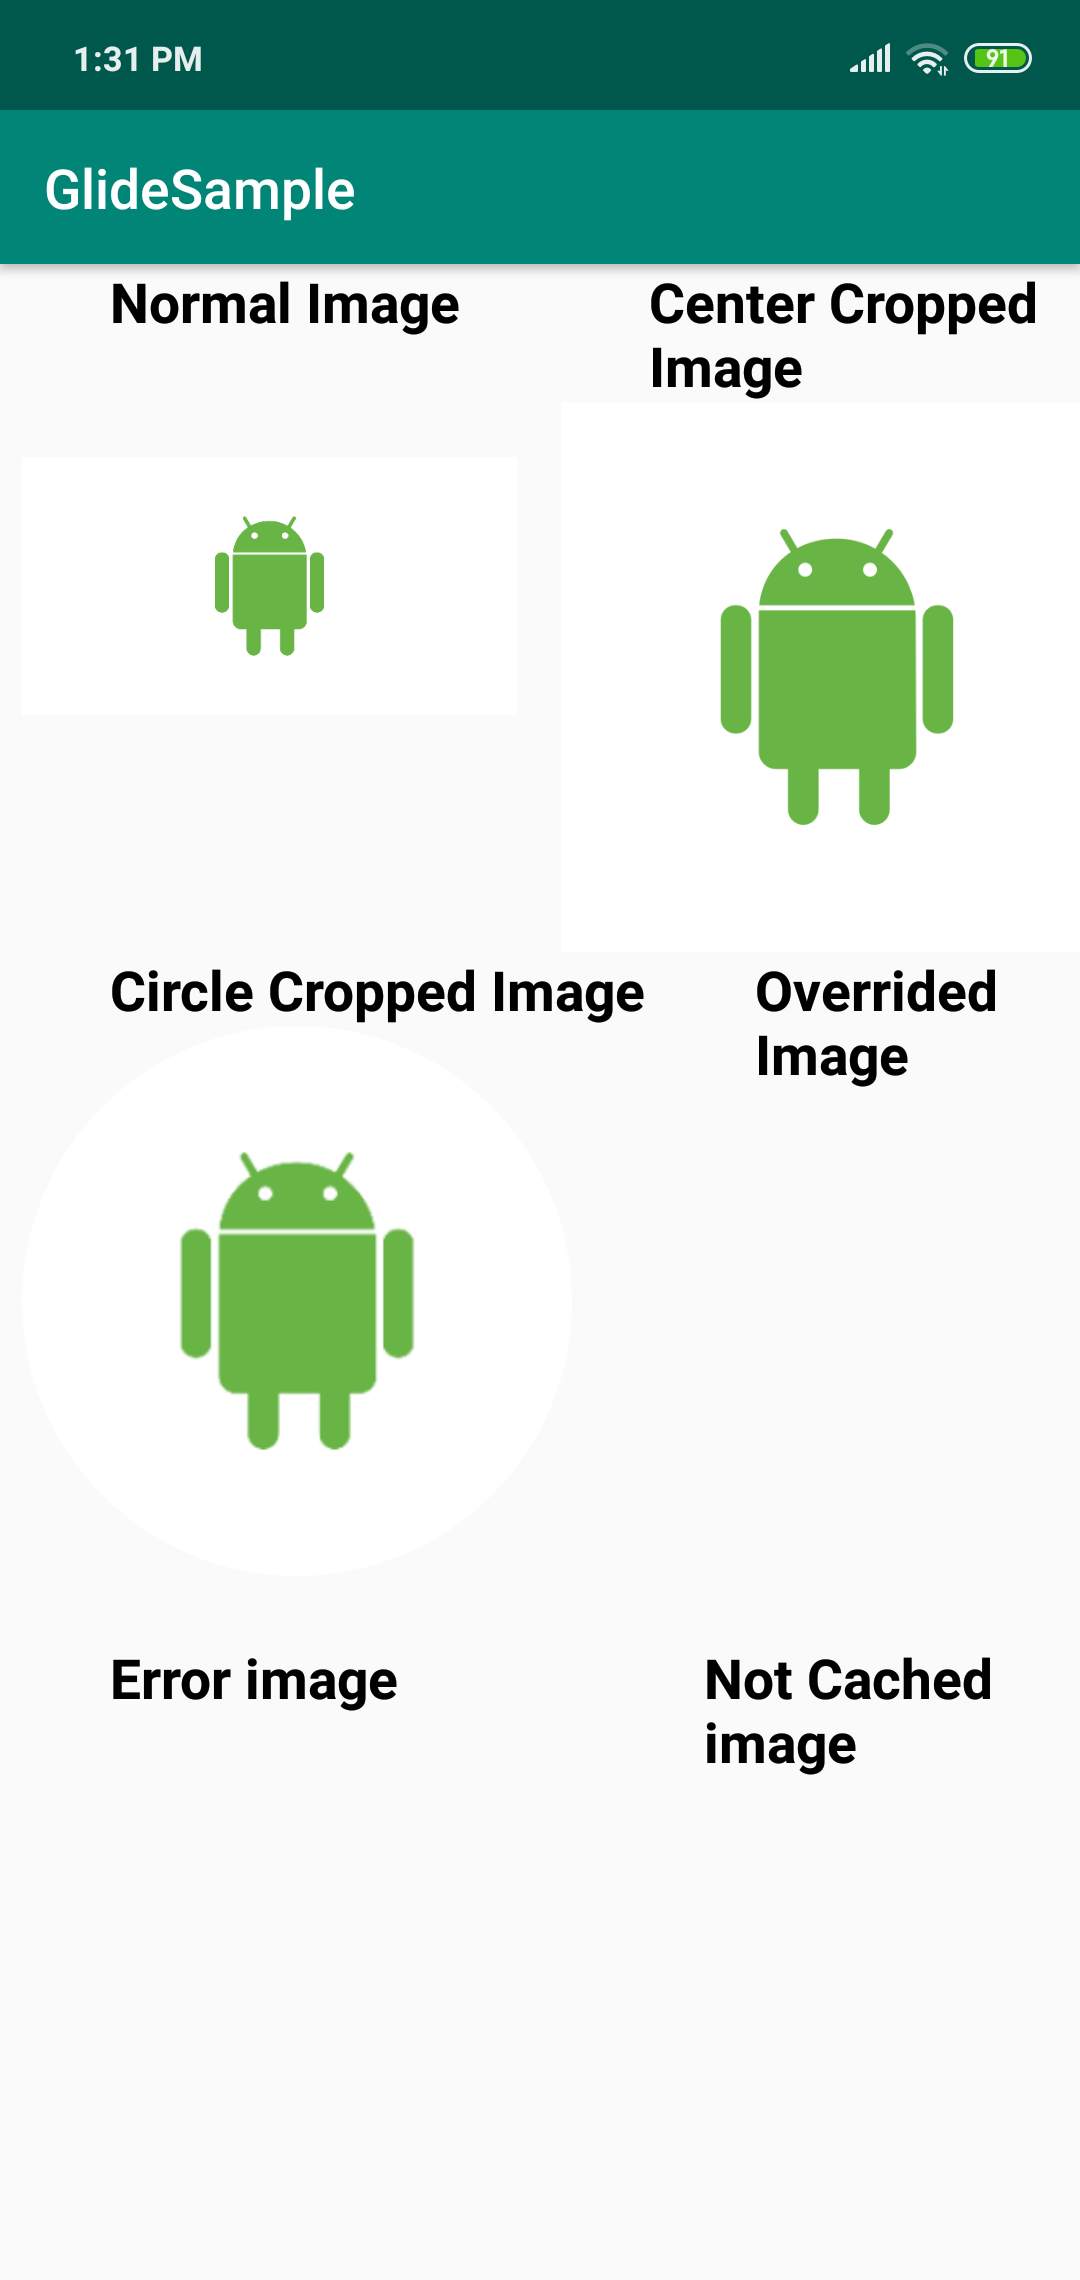 1:31 PM
91
GlideSample
Normal Image
Center Cropped
Image
Circle Cropped Image
Overrided
Image
Error image
Not Cached
image